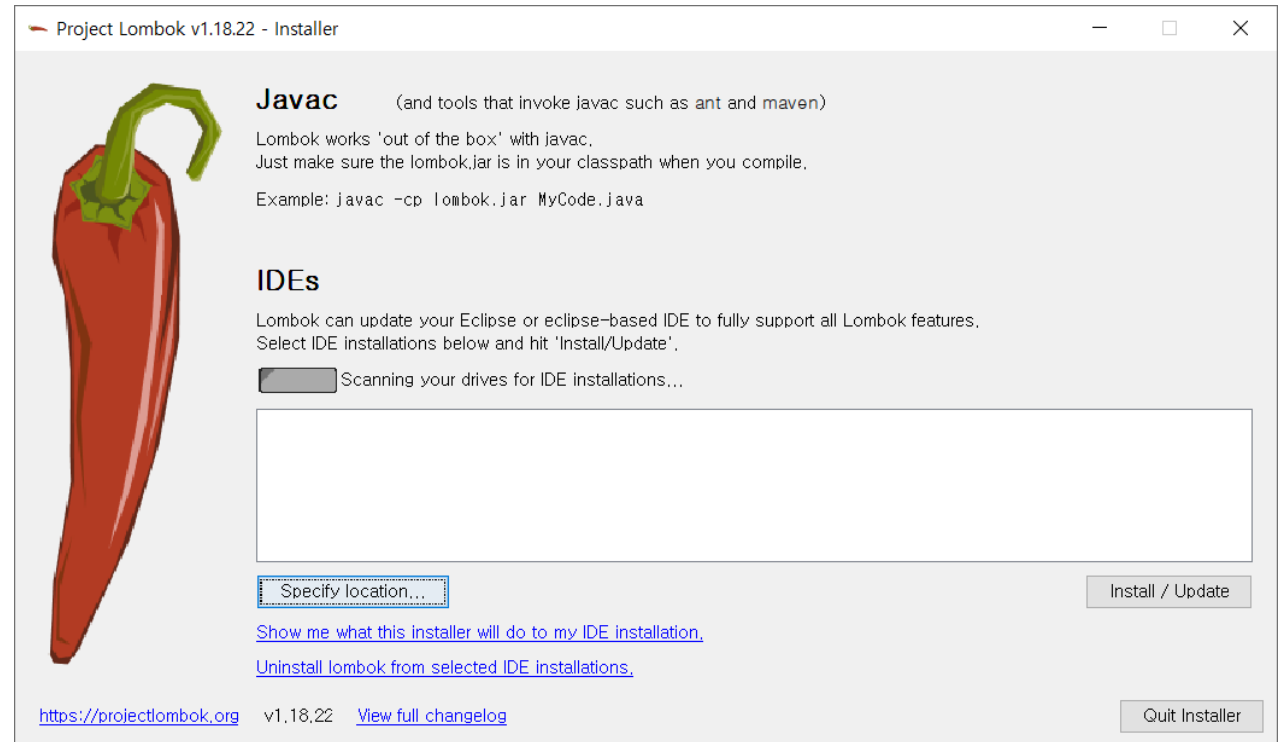 Project Lombok v1.18.22 - Installer
Javac (and tools that invoke javac such as ant and maven)
Lombok works 'out of the box' with javac.
Just make sure the lombok.jar is in your classpath when you compile.
Example: javac -cp lombok.jar MyCode.java
IDEs
Lombok can update your Eclipse or eclipse-based IDE to fully support all Lombok features.
Select IDE installations below and hit 'Install/Update'.
Scanning your drives for IDE installations...
Specify location...
Install / Update
Show me what this installer will do to my IDE installation.
Uninstall lombok from selected IDE installations.
https://projectlombok.org v1.18.22 View full changelog
Quit Installer